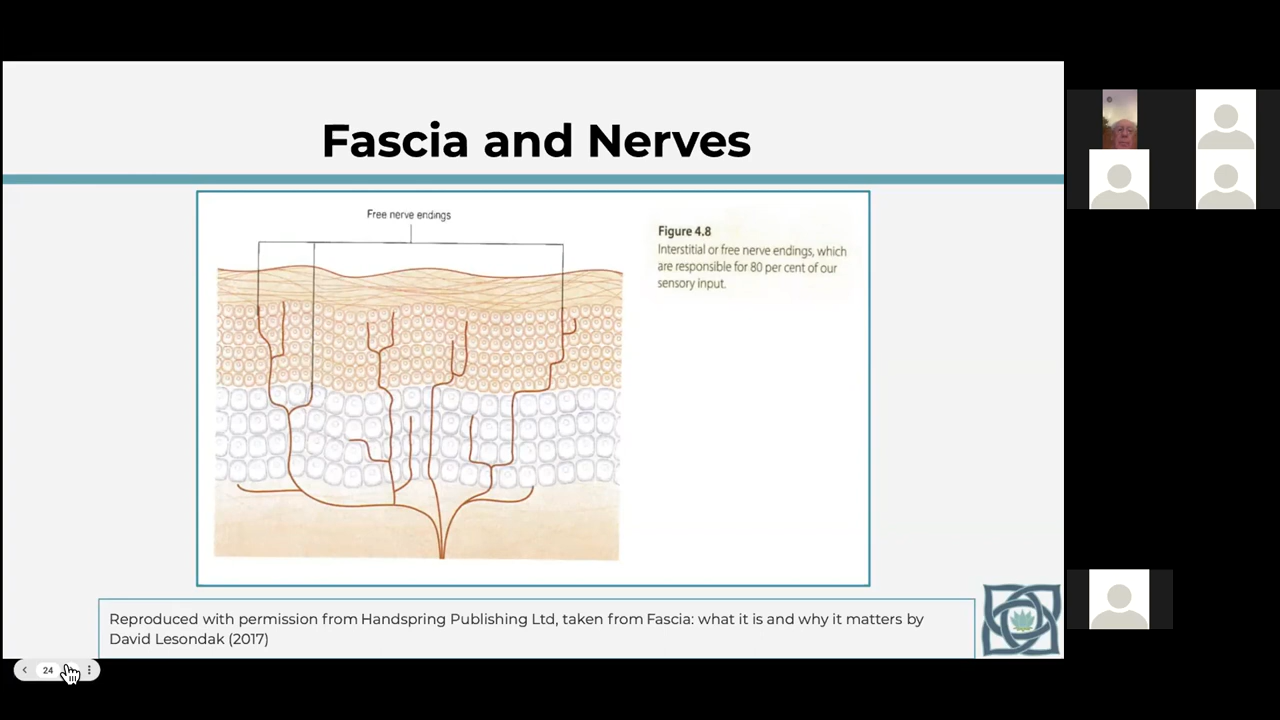 Fascia and Nerves
Free nerve endings
Figure 4.8
Interstitial or free nerve endings, which
are responsible for 80 per cent of our
sensory input.
Reproduced with permission from Handspring Publishing Ltd, taken from Fascia: what it is and why it matters by
David Lesondak (2017)
24